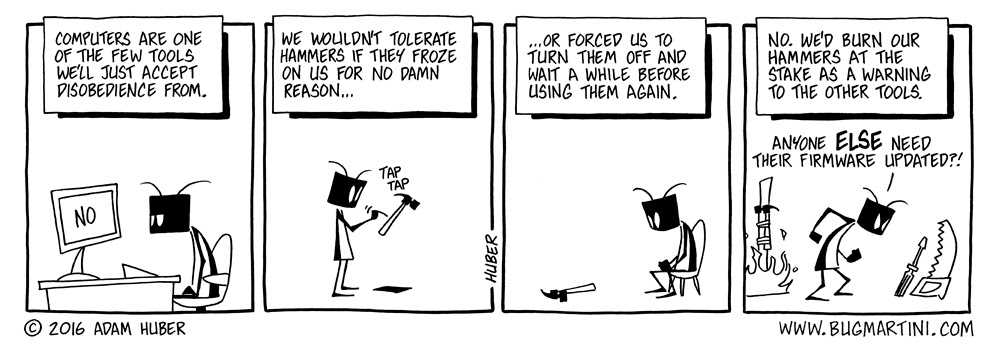 COMPUTERS ARE ONE
OF THE FEW TOOLS
WE'LL JUST ACCEPT
DISOBEDIENCE FROM.
NO
WE WOULDN'T TOLERATE
HAMMERS IF THEY FROZE
ON US FOR NO DAMN
REASON...
TAP
TAP
HUBER
...OR FORCED US TO
TURN THEM OFF AND
WAIT A WHILE BEFORE
USING THEM AGAIN.
NO. WE'D BURN OUR
HAMMERS AT THE
STAKE AS A WARNING
TO THE OTHER TOOLS.
ANYONE ELSE NEED
THEIR FIRMWARE UPDATED?!
© 2016 ADAM HUBER
WWW.BUGMARTINI.COM